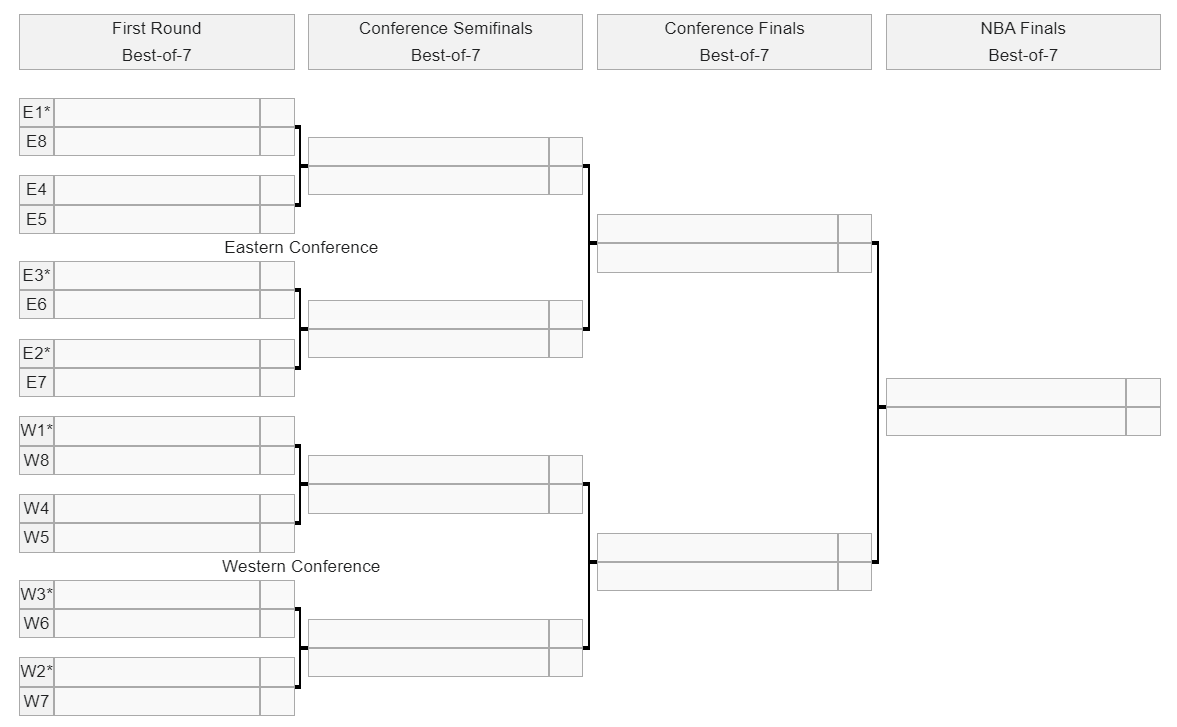 First Round
Best-of-7
Conference Semifinals
Best-of-7
Conference Finals
Best-of-7
NBA Finals
Best-of-7
E1*
E8
E4
E5
Eastern Conference
E3*
E6
E2*
E7
W1*
W8
W4
W5
Western Conference
W3*
W6
W2*
W7